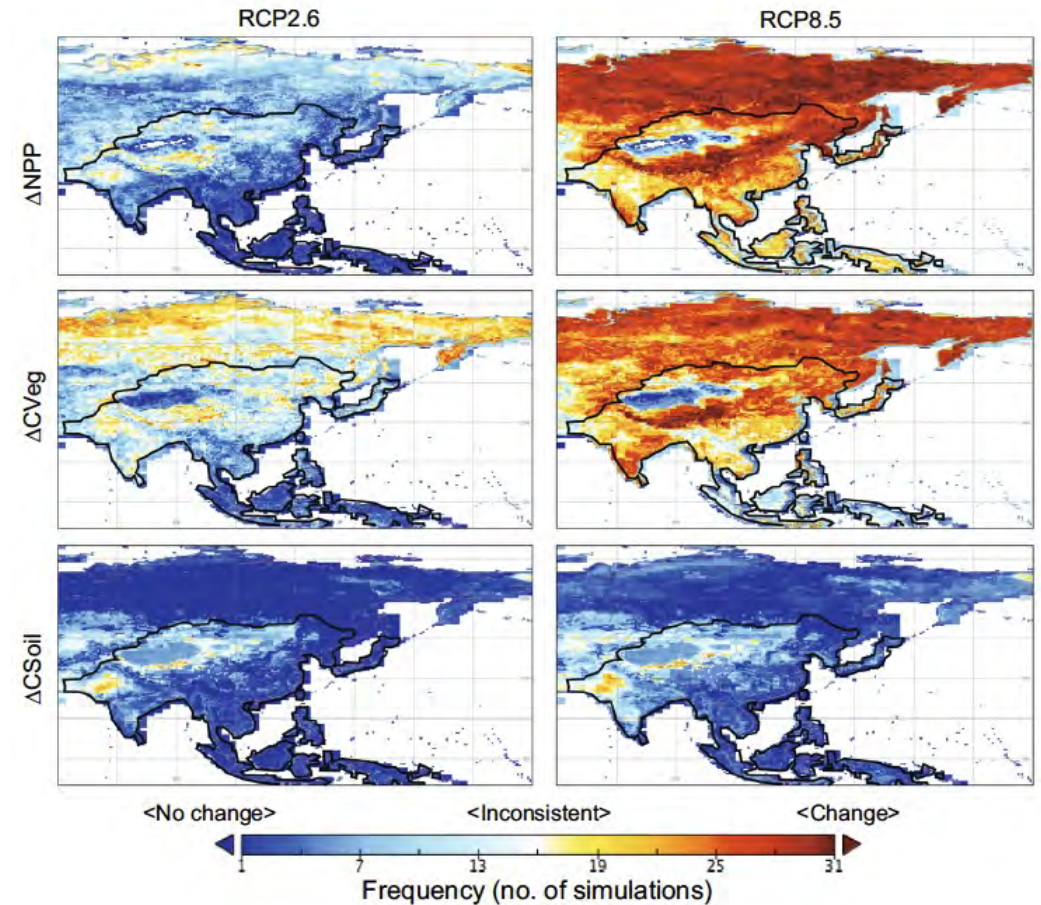 RCP2.6 RCP8.5
ΔNPP
ΔCVeg
ΔCSoil
<No change> <Inconsistent> <Change>
1 7 13 19 25 31
Frequency (no. of simulations)